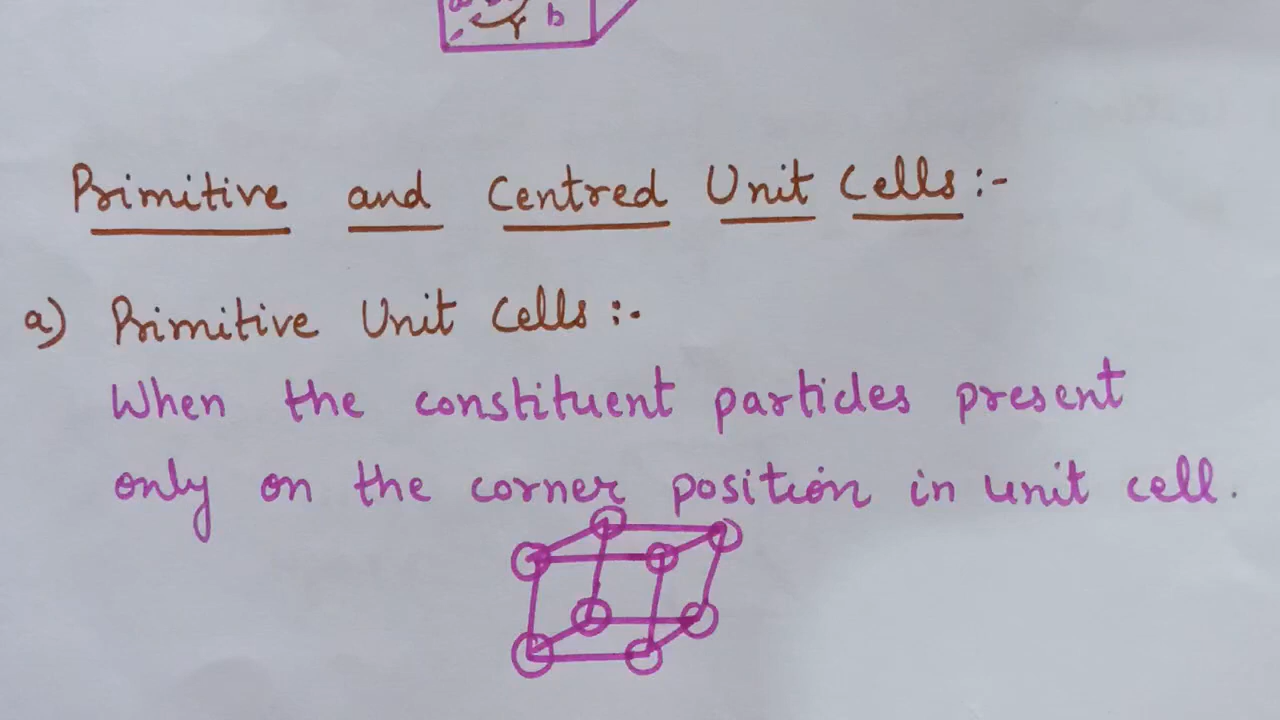 r b
Primitive and Centred Unit Cells:-
a) Primitive Unit Cells :-
When the constituent particles present
only on the corner position in unit cell.